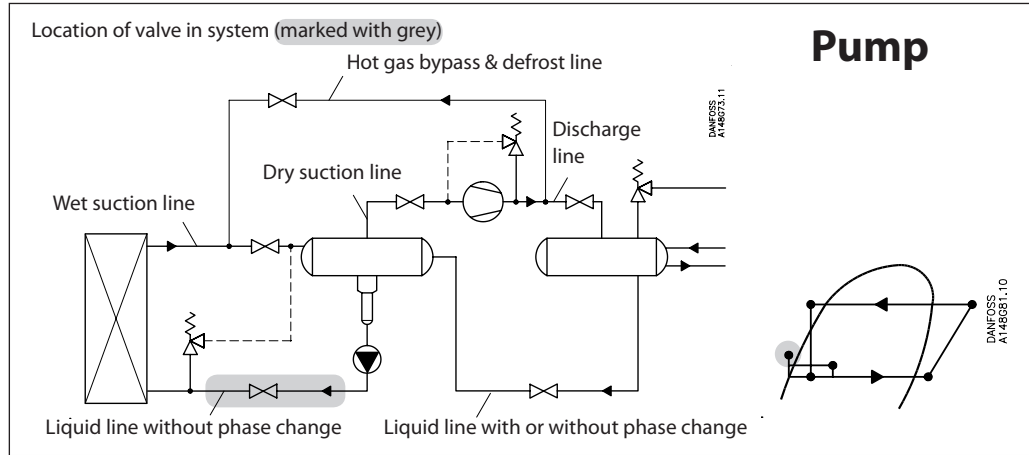 Location of valve in system (marked with grey)
Pump
Hot gas bypass & defrost line
DANFOSS
A148G73.11
Discharge
line
Dry suction line
Wet suction line
DANFOSS
A148G81.10
Liquid line without phase change
Liquid line with or without phase change